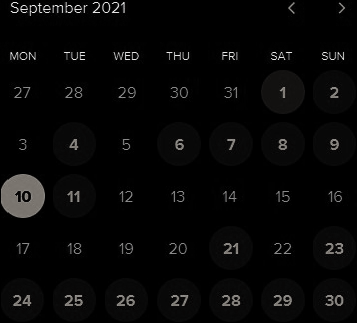 September 2021
MON TUE WED THU FRI SAT SUN
27 28 29 30 31 1 2
3 4 5 6 7 8 9
10 11 12 13 14 15 16
17 18 19 20 21 22 23
24 25 26 27 28 29 30